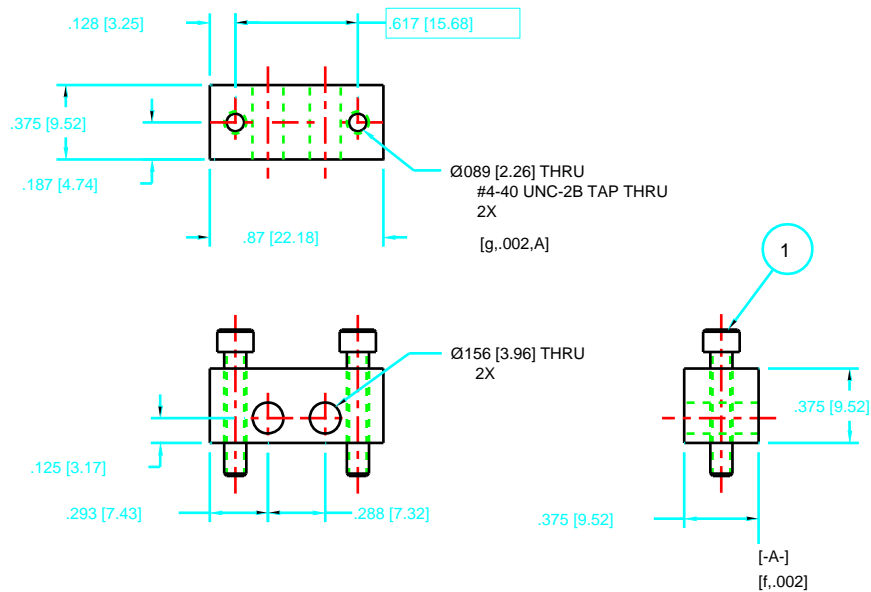 .128 [3.25]
.617 [15.68]
.375 [9.52]
.187 [4.74]
Ø089 [2.26] THRU
#4-40 UNC-2B TAP THRU
2X
.87 [22.18]
[g,.002,A]
1
Ø156 [3.96] THRU
2X
.375 [9.52]
.125 [3.17]
.293 [7.43]
.288 [7.32]
.375 [9.52]
[-A-]
[f,.002]